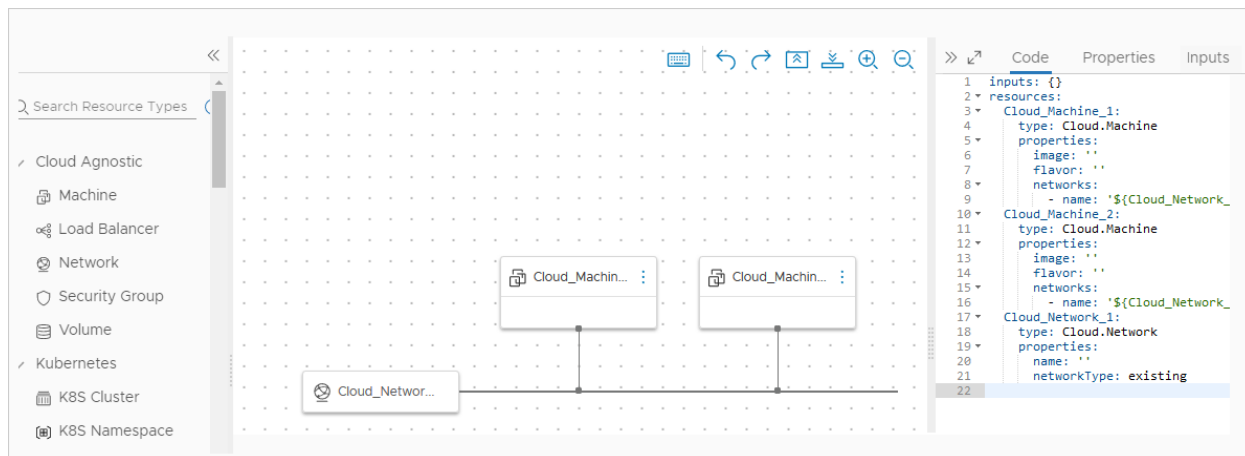 Search Resource Types
Cloud Agnostic
Machine
Load Balancer
Network
Security Group
Volume
Kubernetes
K8S Cluster
K8S Namespace
Cloud_Machin...
Cloud_Machin...
Cloud_Networ...
Code Properties Inputs
1 inputs: {}
2 resources:
3 Cloud_Machine_1:
4 type: Cloud.Machine
5 properties:
6 image: ''
7 flavor: ''
8 networks:
9 - name: '${Cloud_Network_
10 Cloud_Machine_2:
11 type: Cloud.Machine
12 properties:
13 image: ''
14 flavor: ''
15 networks:
16 - name: '${Cloud_Network_
17 Cloud_Network_1:
18 type: Cloud.Network
19 properties:
20 name: ''
21 networkType: existing
22